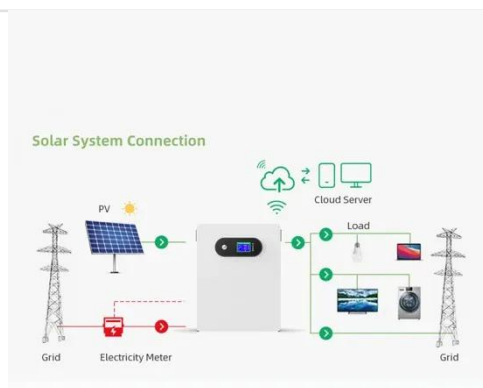 Solar System Connection
Cloud Server
PV
Load
Grid
Electricity Meter
Grid